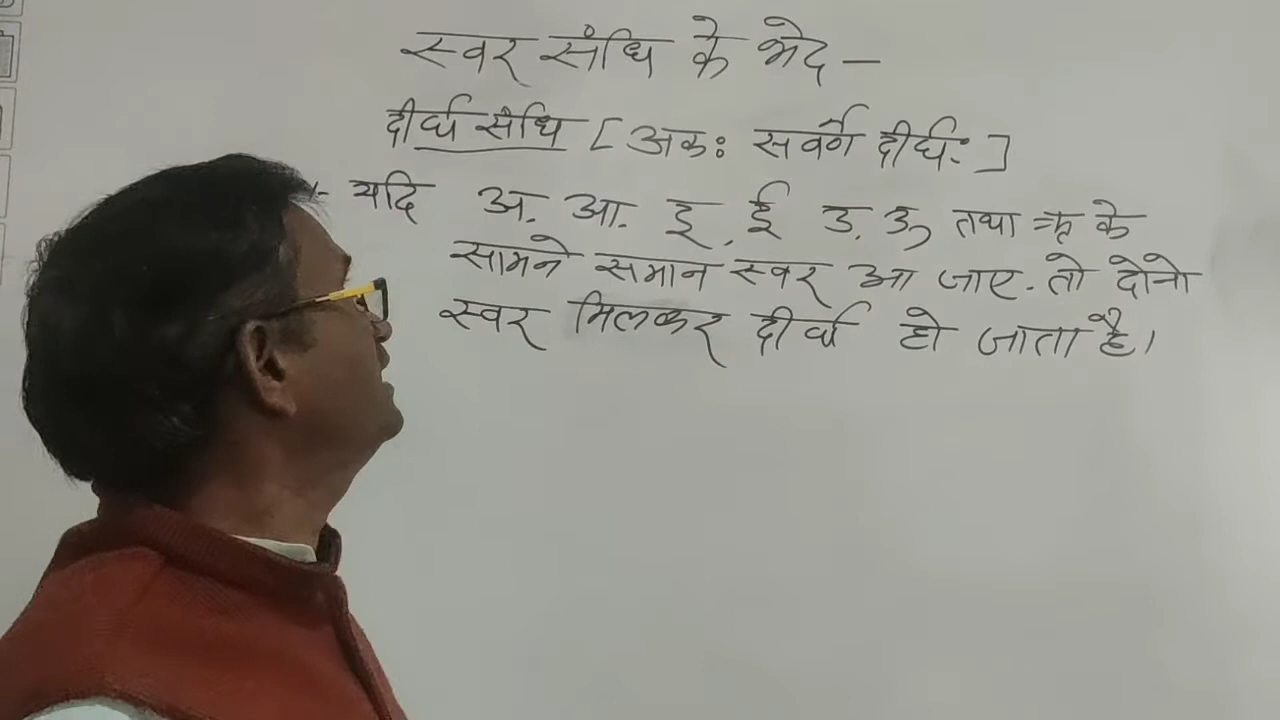 स्वर संधि के भेद -
दीर्घ संधि [ अकः सवर्णे दीर्घः ]
- यदि अ. आ. इ, ई उ. ऊ तथा ऋ के
सामने समान स्वर आ जाए. तो दोनो
स्वर मिलकर दीर्घ हो जाता है।